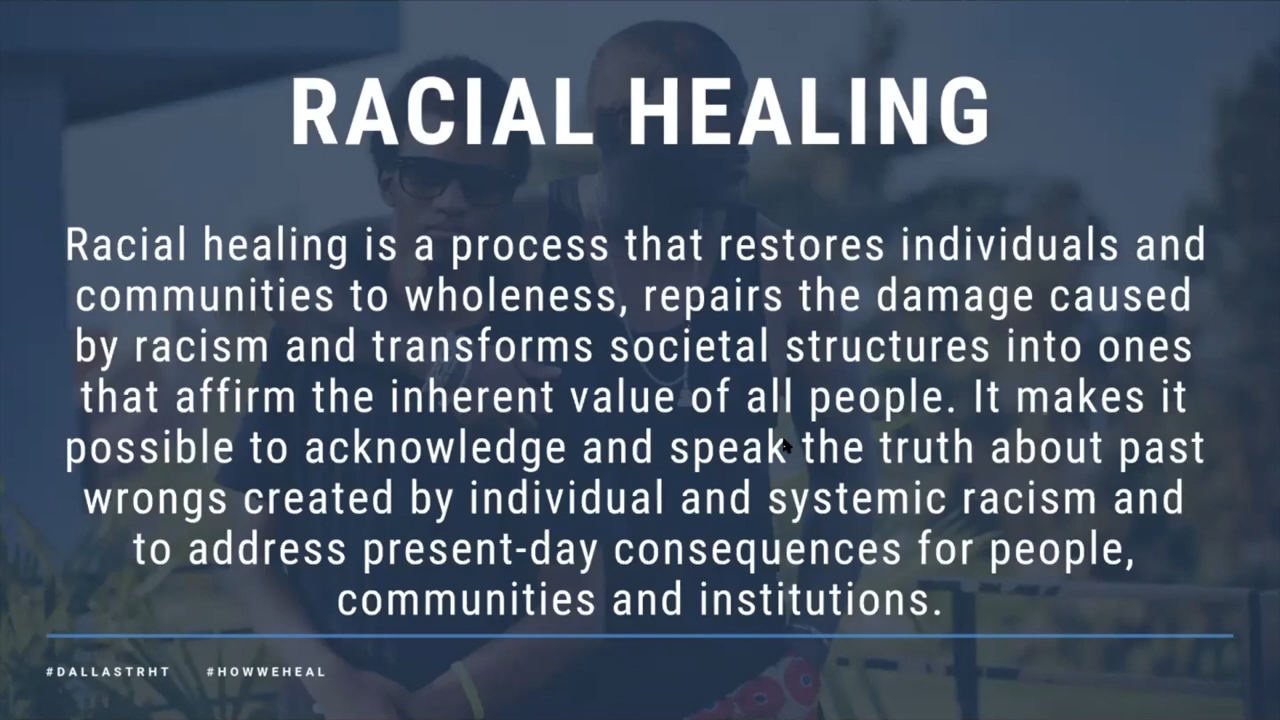 RACIAL HEALING
Racial healing is a process that restores individuals and
communities to wholeness, repairs the damage caused
by racism and transforms societal structures into ones
that affirm the inherent value of all people. It makes it
possible to acknowledge and speak the truth about past
wrongs created by individual and systemic racism and
to address present-day consequences for people,
communities and institutions.
#DALLASTRHT #HOWWEHEAL